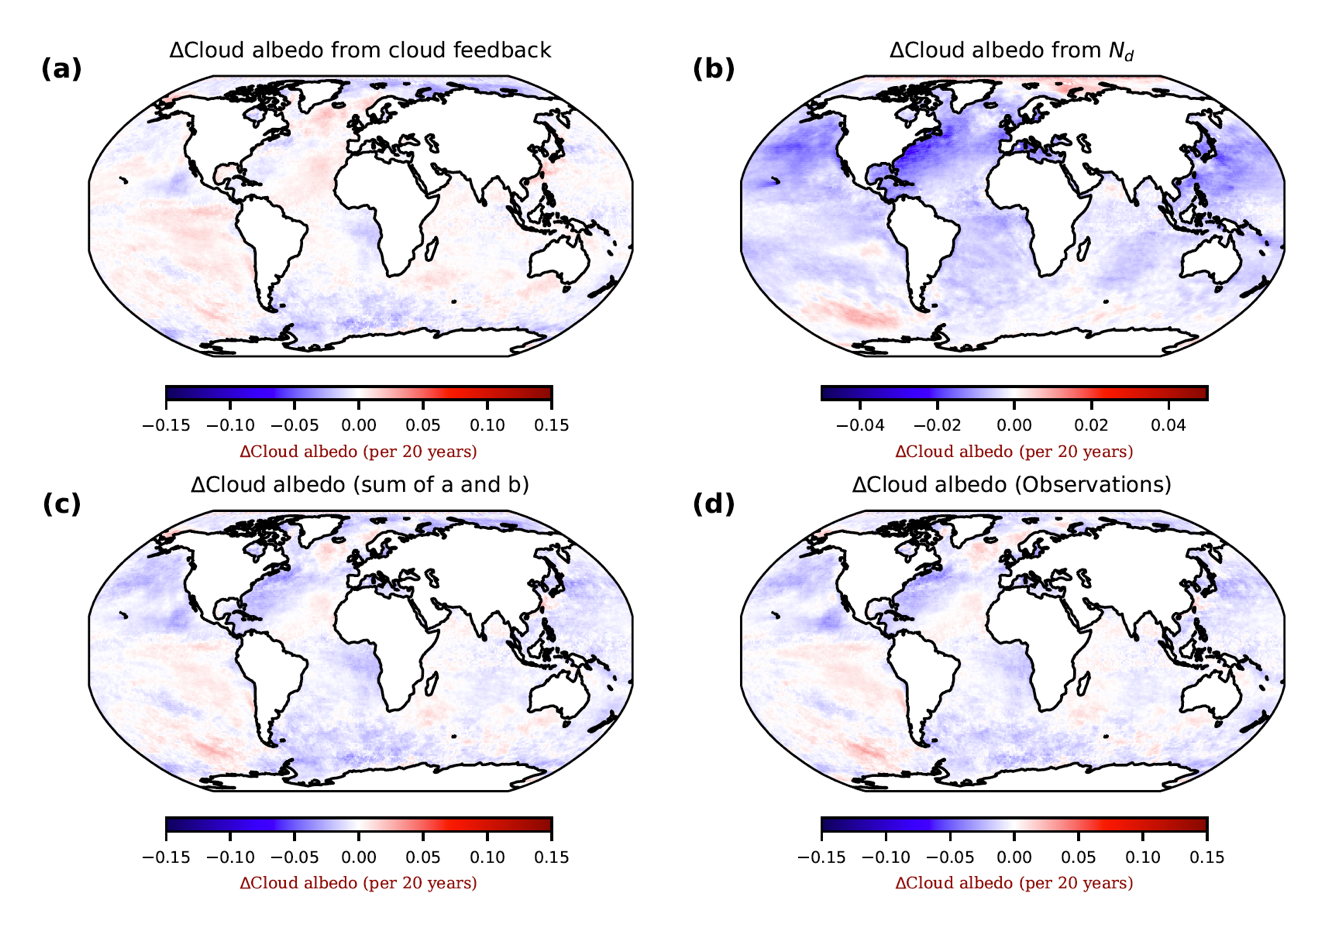 (a)
ΔCloud albedo from cloud feedback
−0.15 −0.10 −0.05 0.00 0.05 0.10 0.15
ΔCloud albedo (per 20 years)
(b)
ΔCloud albedo from N_d
−0.04 −0.02 0.00 0.02 0.04
ΔCloud albedo (per 20 years)
(c)
ΔCloud albedo (sum of a and b)
−0.15 −0.10 −0.05 0.00 0.05 0.10 0.15
ΔCloud albedo (per 20 years)
(d)
ΔCloud albedo (Observations)
−0.15 −0.10 −0.05 0.00 0.05 0.10 0.15
ΔCloud albedo (per 20 years)